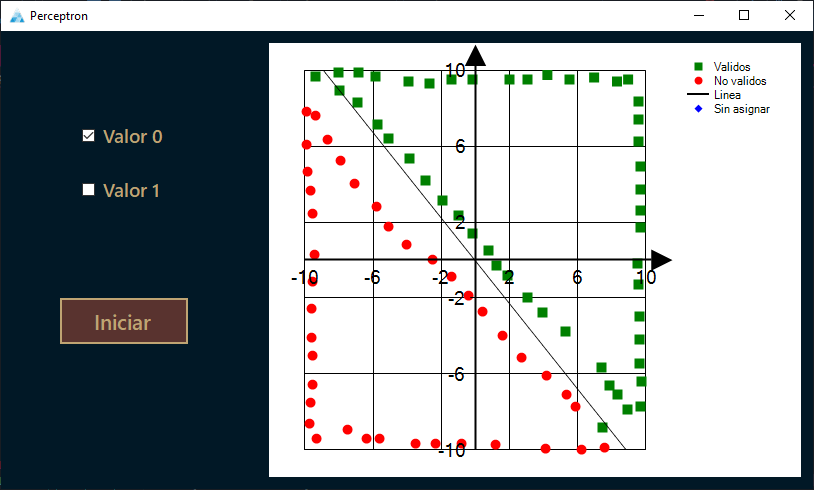 Perceptron
Valor 0
Valor 1
Iniciar
Validos
No validos
Linea
Sin asignar
10
6
2
-10 -6 -2 2 6 10
-2
-6
-10